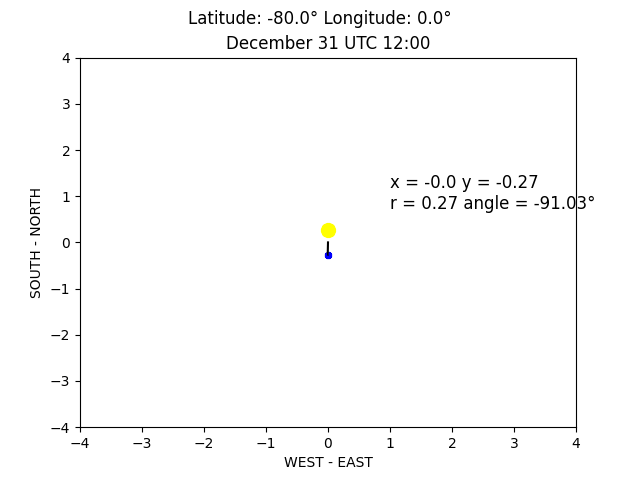 Latitude: -80.0° Longitude: 0.0°
December 31 UTC 12:00
4
3
2
1
0
−1
−2
−3
−4
x = -0.0 y = -0.27
r = 0.27 angle = -91.03°
SOUTH - NORTH
−4 −3 −2 −1 0 1 2 3 4
WEST - EAST